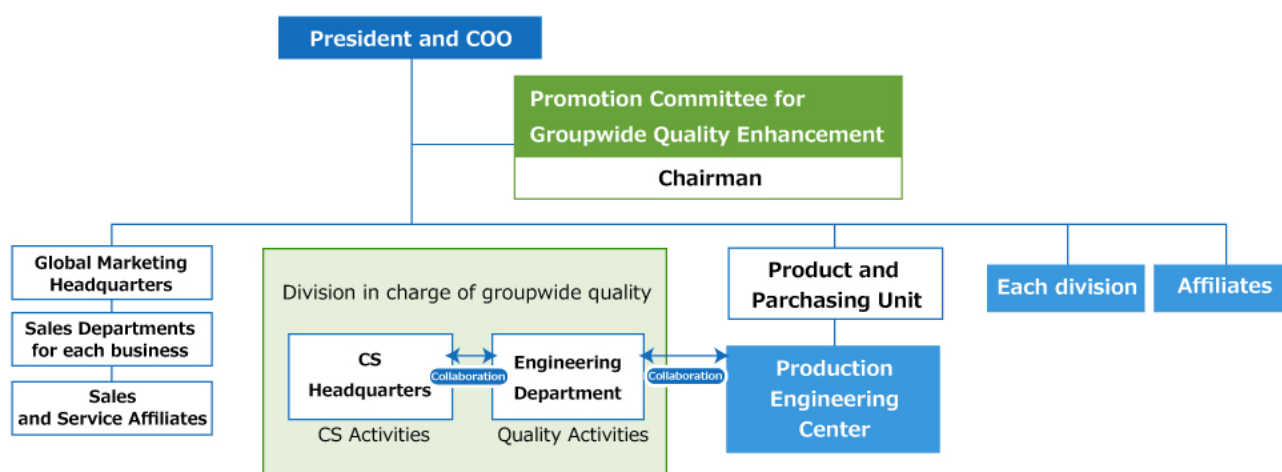 President and COO
Promotion Committee for
Groupwide Quality Enhancement
Chairman
Global Marketing
Headquarters
Sales Departments
for each business
Sales
and Service Affiliates
Division in charge of groupwide quality
CS
Headquarters
CS Activities
Collaboration
Engineering
Department
Quality Activities
Collaboration
Product and
Parchasing Unit
Production
Engineering
Center
Each division
Affiliates